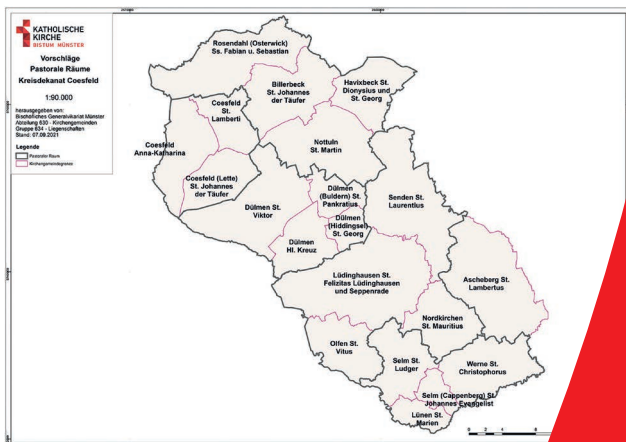 KATHOLISCHE
KIRCHE
BISTUM MÜNSTER
Vorschläge
Pastorale Räume
Kreisdekanat Coesfeld
1:90.000
herausgegeben von:
Bischöfliches Generalvikariat Münster
Abteilung 630 - Kirchengemeinden
Gruppe 634 - Liegenschaften
Stand: 07.09.2021
Legende
Pastorale Räume
Kirchengemeindegrenze
Rosendahl (Osterwick)
Ss. Fabian u. Sebastian
Billerbeck
St. Johannes
der Täufer
Havixbeck St.
Dionysius und
St. Georg
Coesfeld
St.
Lamberti
Coesfeld
Anna-Katharina
Nottuln
St. Martin
Coesfeld (Lette)
St. Johannes
der Täufer
Dülmen St.
Viktor
Dülmen
(Buldern) St.
Pankratius
Dülmen
(Hiddingsel)
St. Georg
Senden St.
Laurentius
Dülmen
Hl. Kreuz
Lüdinghausen St.
Felizitas Lüdinghausen
und Seppenrade
Ascheberg St.
Lambertus
Nordkirchen
St. Mauritius
Olfen St.
Vitus
Selm St.
Ludger
Werne St.
Christophorus
Selm (Cappenberg) St.
Johannes Evangelist
Lünen St.
Marien
0 2 4 8